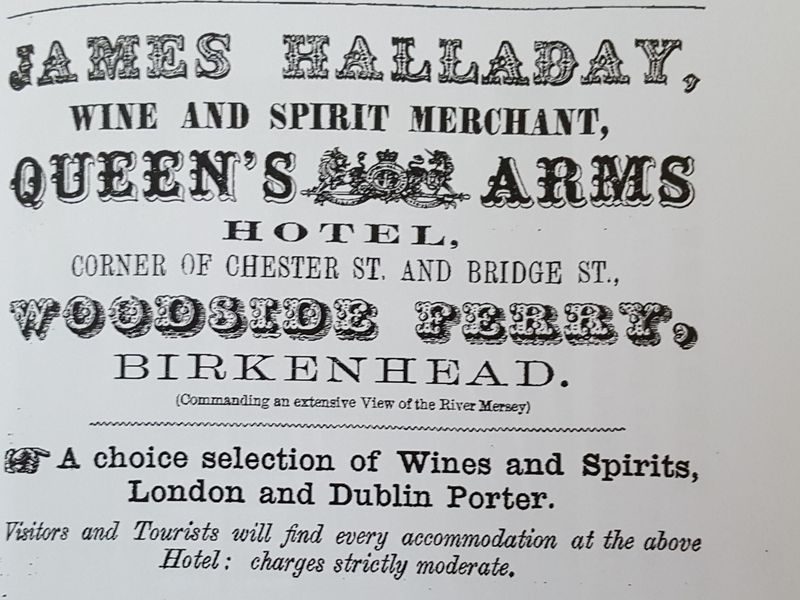 JAMES HALLADAY,
WINE AND SPIRIT MERCHANT,
QUEEN'S ARMS
HOTEL,
CORNER OF CHESTER ST. AND BRIDGE ST.,
WOODSIDE FERRY,
BIRKENHEAD.
(Commanding an extensive View of the River Mersey)
A choice selection of Wines and Spirits,
London and Dublin Porter.
Visitors and Tourists will find every accommodation at the above
Hotel: charges strictly moderate.